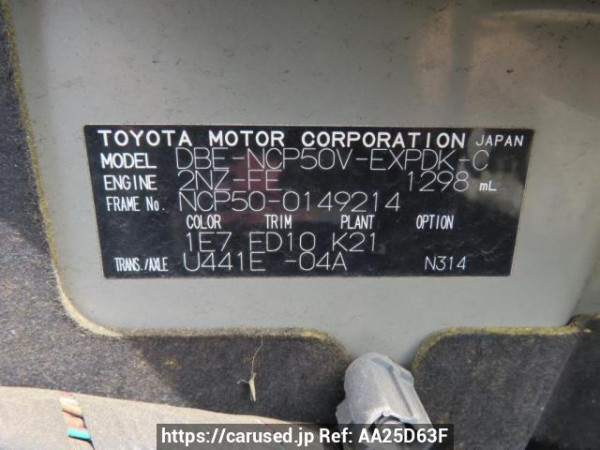 TOYOTA MOTOR CORPORATION JAPAN
MODEL DBE-NCP50V-EXPDK-C
ENGINE 2NZ-FE 1298 mL
FRAME No. NCP50-0149214
COLOR TRIM PLANT OPTION
1E7 ED10 K21
TRANS./AXLE U441E -04A N314
https://carused.jp Ref: AA25D63F